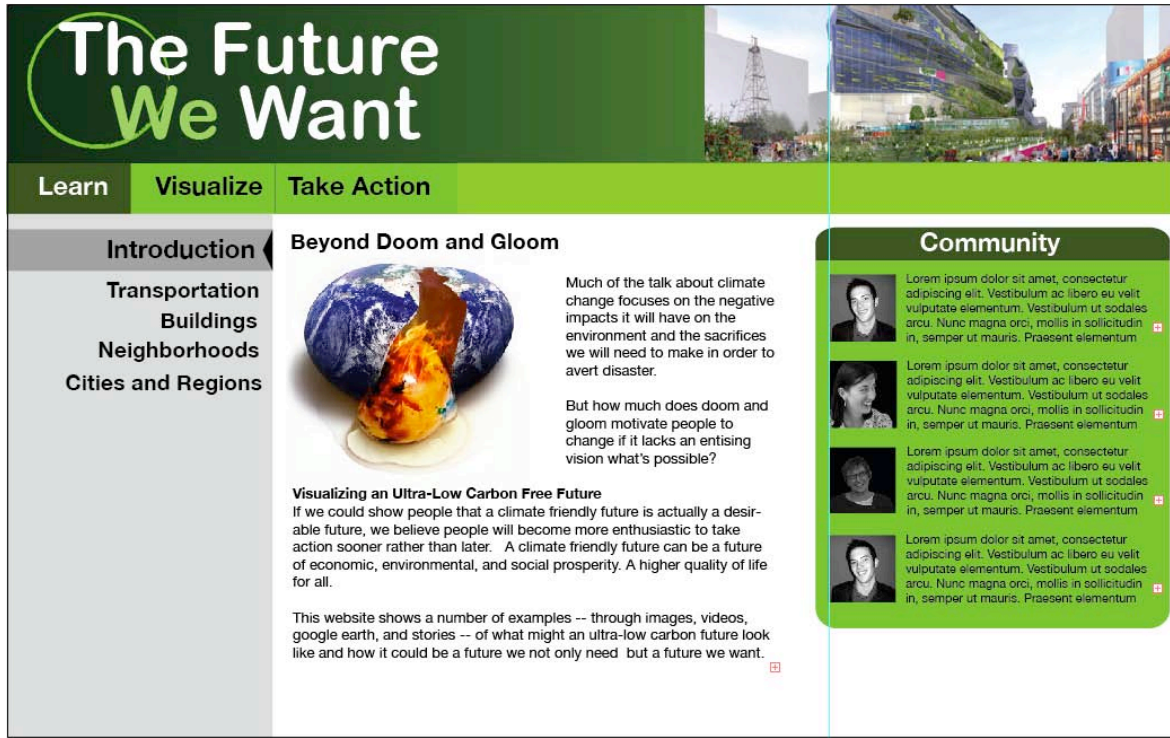 The Future
We Want
Learn
Visualize
Take Action
Introduction
Transportation
Buildings
Neighborhoods
Cities and Regions
Beyond Doom and Gloom
Much of the talk about climate
change focuses on the negative
impacts it will have on the
environment and the sacrifices
we will need to make in order to
avert disaster.
But how much does doom and
gloom motivate people to
change if it lacks an entising
vision what's possible?
Visualizing an Ultra-Low Carbon Free Future
If we could show people that a climate friendly future is actually a desir-
able future, we believe people will become more enthusiastic to take
action sooner rather than later.   A climate friendly future can be a future
of economic, environmental, and social prosperity. A higher quality of life
for all.
This website shows a number of examples -- through images, videos,
google earth, and stories -- of what might an ultra-low carbon future look
like and how it could be a future we not only need  but a future we want.
Community
Lorem ipsum dolor sit amet, consectetur
adipiscing elit. Vestibulum ac libero eu velit
vulputate elementum. Vestibulum ut sodales
arcu. Nunc magna orci, mollis in sollicitudin
in, semper ut mauris. Praesent elementum
Lorem ipsum dolor sit amet, consectetur
adipiscing elit. Vestibulum ac libero eu velit
vulputate elementum. Vestibulum ut sodales
arcu. Nunc magna orci, mollis in sollicitudin
in, semper ut mauris. Praesent elementum
Lorem ipsum dolor sit amet, consectetur
adipiscing elit. Vestibulum ac libero eu velit
vulputate elementum. Vestibulum ut sodales
arcu. Nunc magna orci, mollis in sollicitudin
in, semper ut mauris. Praesent elementum
Lorem ipsum dolor sit amet, consectetur
adipiscing elit. Vestibulum ac libero eu velit
vulputate elementum. Vestibulum ut sodales
arcu. Nunc magna orci, mollis in sollicitudin
in, semper ut mauris. Praesent elementum